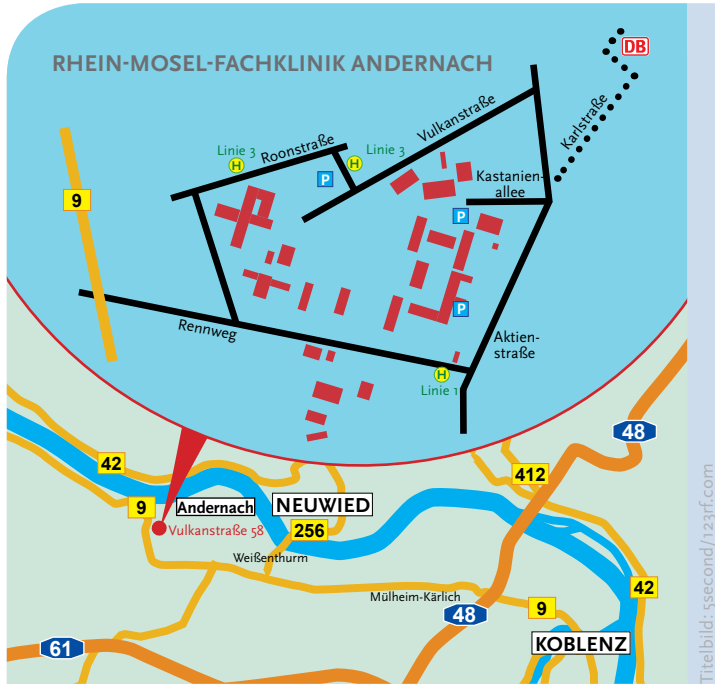 RHEIN-MOSEL-FACHKLINIK ANDERNACH
DB
Karlstraße
Vulkanstraße
Linie 3
H
Roonstraße
H
Linie 3
P
Kastanien-
allee
P
9
Rennweg
P
Aktien-
straße
H
Linie 1
48
42
412
9
Andernach
NEUWIED
Vulkanstraße 58
256
Weißenthurm
42
Mülheim-Kärlich
48
9
KOBLENZ
61
Titelbild: 5second/123rf.com